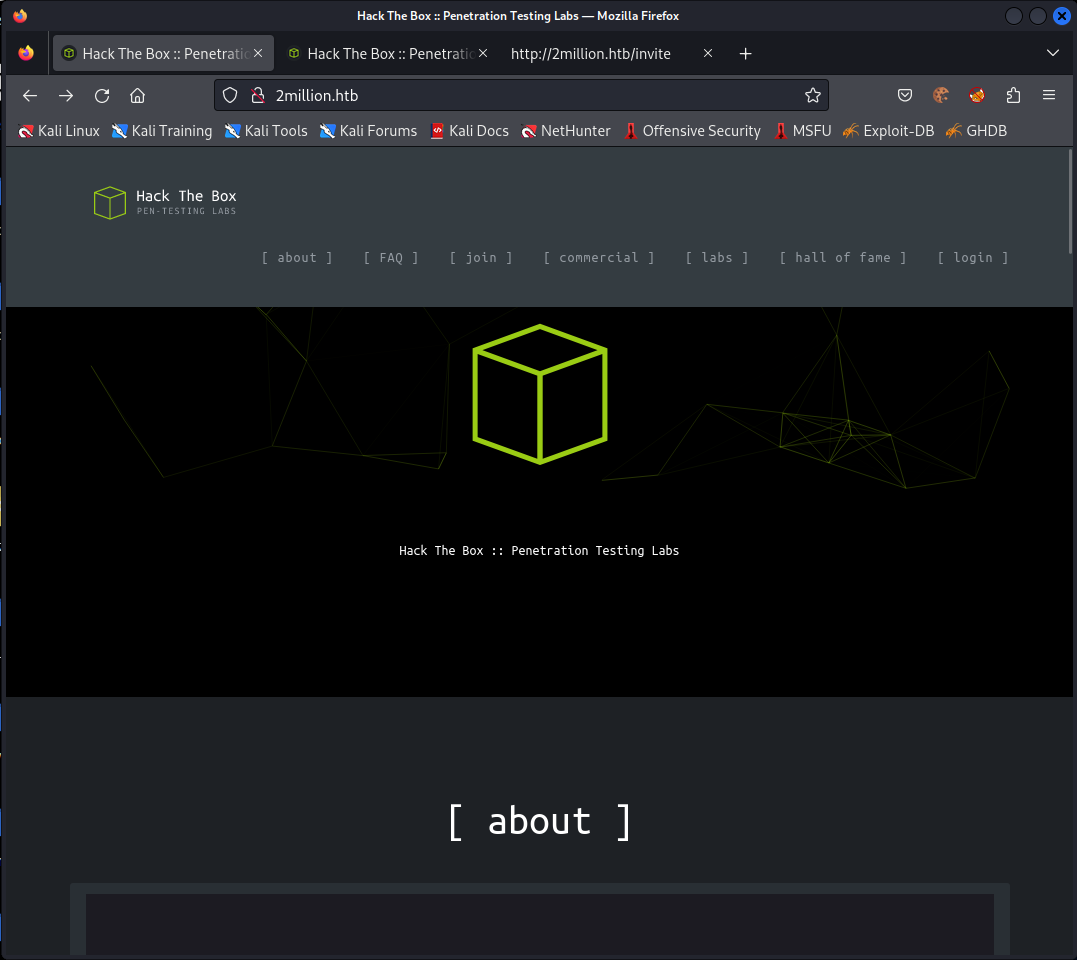 Hack The Box :: Penetration Testing Labs — Mozilla Firefox
Hack The Box :: Penetratio Hack The Box :: Penetratio http://2million.htb/invite
2million.htb
Kali Linux Kali Training Kali Tools Kali Forums Kali Docs NetHunter Offensive Security MSFU Exploit-DB GHDB
Hack The Box
PEN-TESTING LABS
[ about ] [ FAQ ] [ join ] [ commercial ] [ labs ] [ hall of fame ] [ login ]
Hack The Box :: Penetration Testing Labs
[ about ]